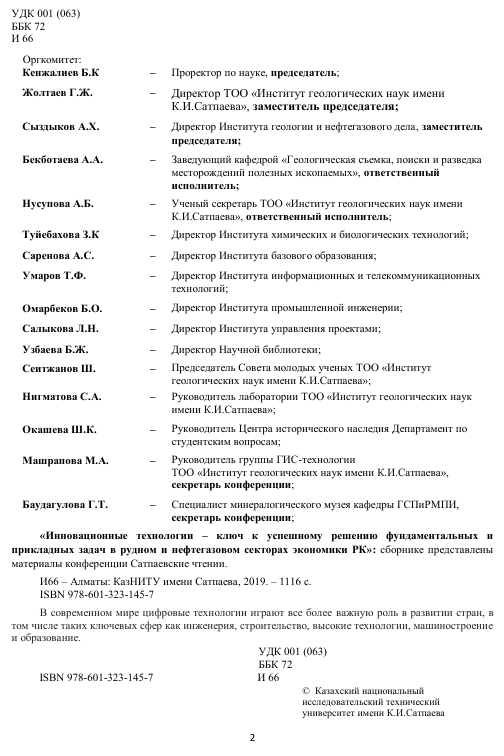 УДК 001 (063)
ББК 72
И 66
Оргкомитет:
Кенжалиев Б.К – Проректор по науке, председатель;
Жолтаев Г.Ж. – Директор ТОО «Институт геологических наук имени
К.И.Сатпаева», заместитель председателя;
Сыздыков А.Х. – Директор Института геологии и нефтегазового дела, заместитель
председателя;
Бекботаева А.А. – Заведующий кафедрой «Геологическая съемка, поиски и разведка
месторождений полезных ископаемых», ответственный
исполнитель;
Нусупова А.Б. – Ученый секретарь ТОО «Институт геологических наук имени
К.И.Сатпаева», ответственный исполнитель;
Туйебахова З.К – Директор Института химических и биологических технологий;
Саренова А.С. – Директор Института базового образования;
Умаров Т.Ф. – Директор Института информационных и телекоммуникационных
технологий;
Омарбеков Б.О. – Директор Института промышленной инженерии;
Салыкова Л.Н. – Директор Института управления проектами;
Узбаева Б.Ж. – Директор Научной библиотеки;
Сеитжанов Ш. – Председатель Совета молодых ученых ТОО «Институт
геологических наук имени К.И.Сатпаева»;
Нигматова С.А. – Руководитель лаборатории ТОО «Институт геологических наук
имени К.И.Сатпаева»;
Окашева Ш.К. – Руководитель Центра исторического наследия Департамент по
студентским вопросам;
Машрапова М.А. – Руководитель группы ГИС-технологии
ТОО «Институт геологических наук имени К.И.Сатпаева»,
секретарь конференции;
Баудагулова Г.Т. – Специалист минералогического музея кафедры ГСПиРМПИ,
секретарь конференции;
«Инновационные технологии – ключ к успешному решению фундаментальных и
прикладных задач в рудном и нефтегазовом секторах экономики РК»: сборнике представлены
материалы конференции Сатпаевские чтении.
И66 – Алматы: КазНИТУ имени Сатпаева, 2019. – 1116 с.
ISBN 978-601-323-145-7
В современном мире цифровые технологии играют все более важную роль в развитии стран, в
том числе таких ключевых сфер как инженерия, строительство, высокие технологии, машиностроение
и образование.
УДК 001 (063)
ББК 72
ISBN 978-601-323-145-7 И 66
© Казахский национальный
исследовательский технический
университет имени К.И.Сатпаева
2